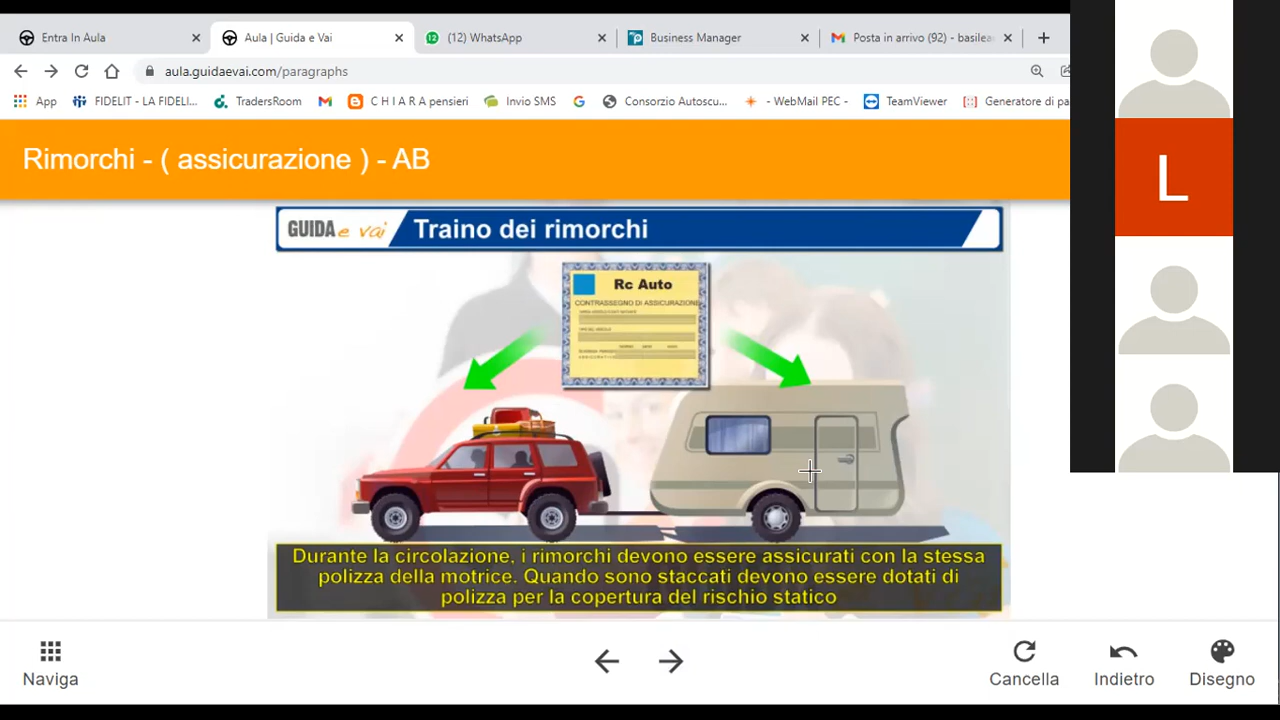 Entra In Aula
Aula | Guida e Vai
(12) WhatsApp
Business Manager
Posta in arrivo (92) - basilea
aula.guidaevai.com/paragraphs
App
FIDELIT - LA FIDELI...
TradersRoom
C H I A R A pensieri
Invio SMS
Consorzio Autoscu...
- WebMail PEC -
TeamViewer
Generatore di pa
Rimorchi - ( assicurazione ) - AB
L
GUIDA e vai
Traino dei rimorchi
Rc Auto
CONTRASSEGNO DI ASSICURAZIONE
Durante la circolazione, i rimorchi devono essere assicurati con la stessa
polizza della motrice. Quando sono staccati devono essere dotati di
polizza per la copertura del rischio statico
Naviga
Cancella
Indietro
Disegno